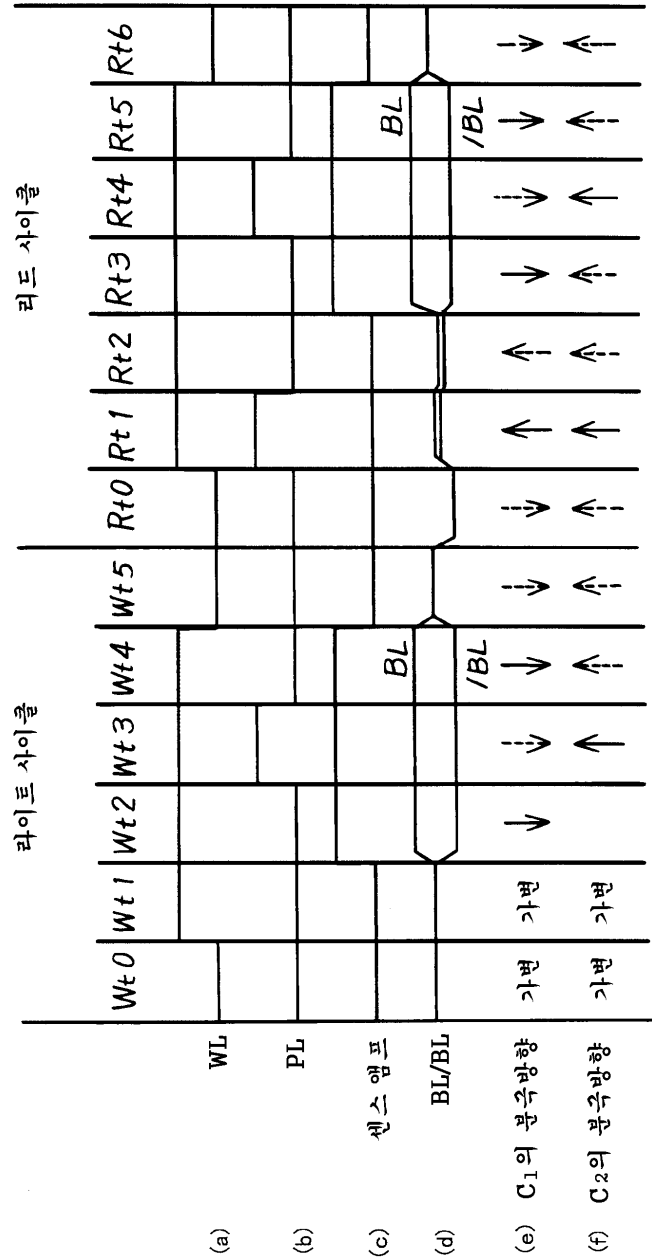 라이트 사이클 리드 사이클
Wt0 Wt1 Wt2 Wt3 Wt4 Wt5 Rt0 Rt1 Rt2 Rt3 Rt4 Rt5 Rt6
(a) WL
(b) PL
(c) 센스 앰프
(d) BL/BL BL BL
/BL /BL
(e) C₁의 분극방향 가변 가변
(f) C₂의 분극방향 가변 가변